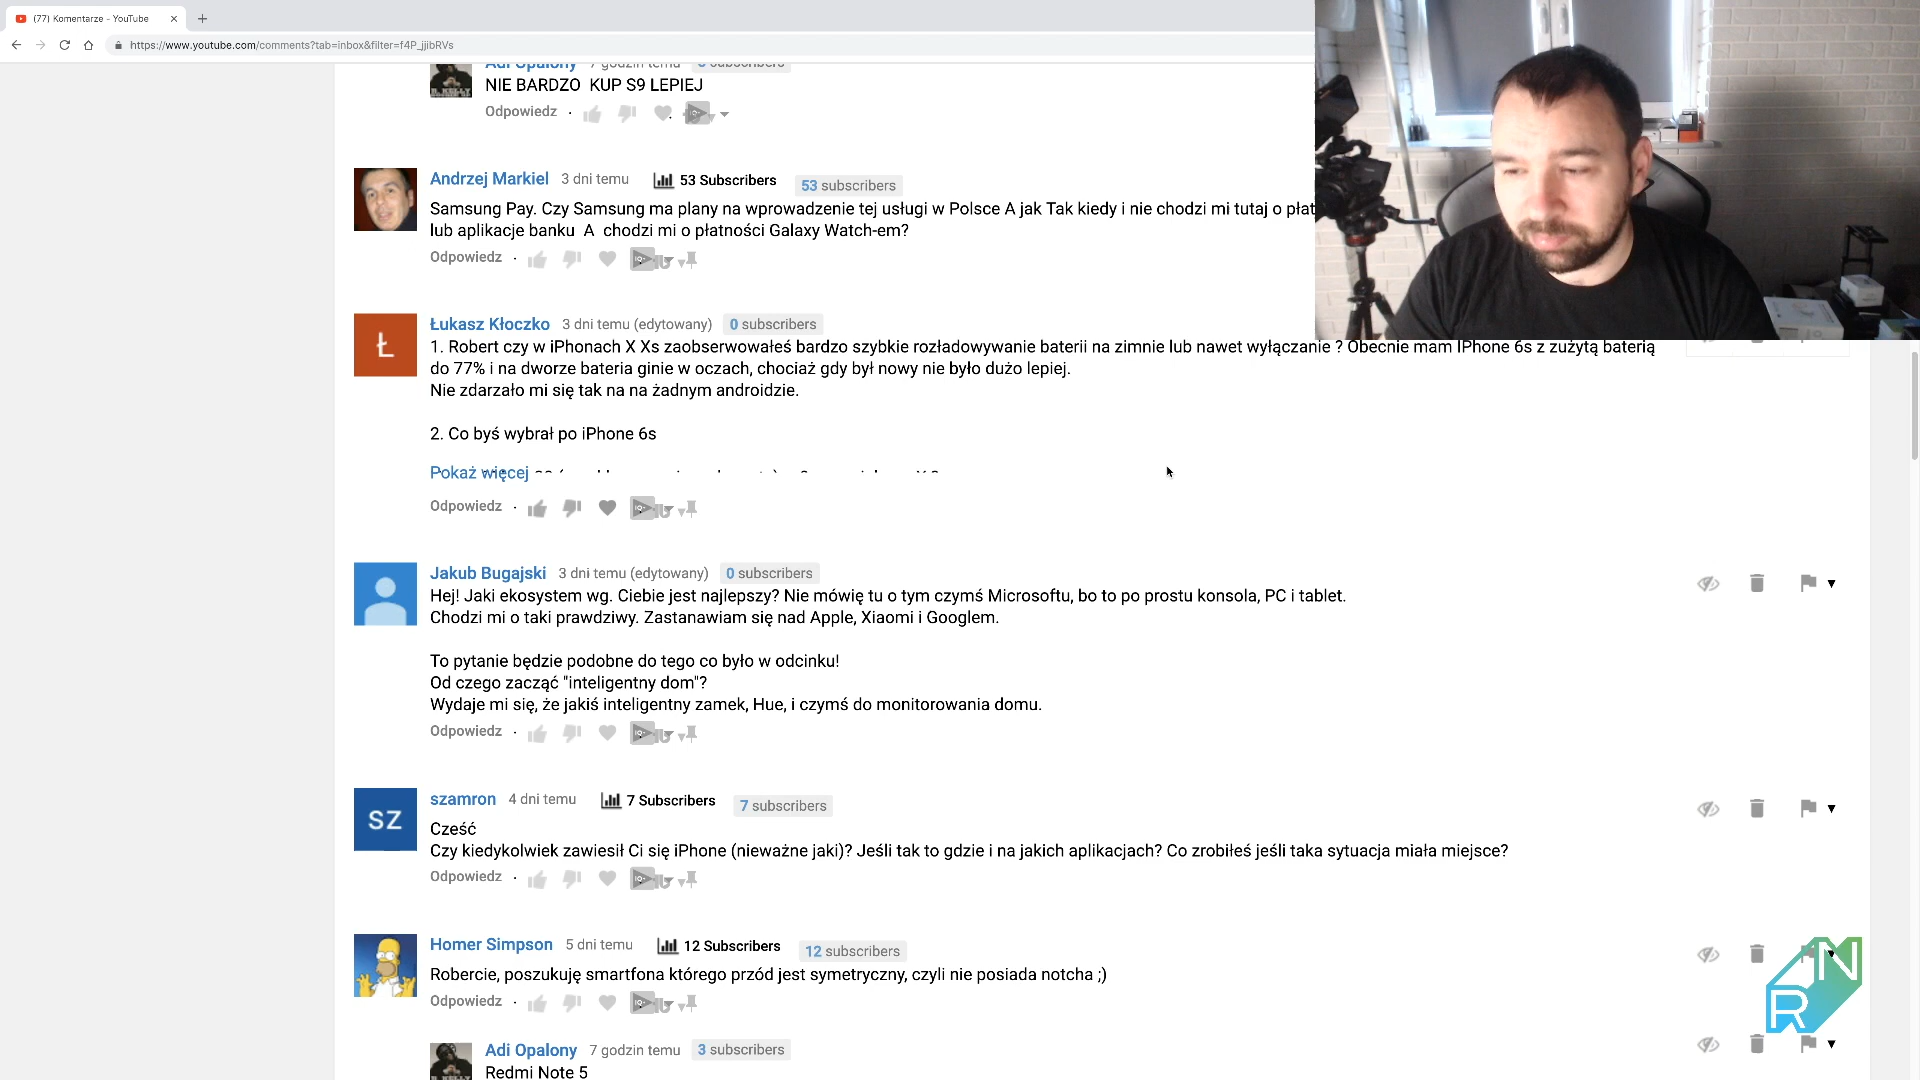 (77) Komentarze - YouTube
https://www.youtube.com/comments?tab=inbox&filter=f4P_jjibRVs
Adi Opalony 7 godzin temu 3 subscribers
NIE BARDZO KUP S9 LEPIEJ
Odpowiedz
Andrzej Markiel 3 dni temu 53 Subscribers 53 subscribers
Samsung Pay. Czy Samsung ma plany na wprowadzenie tej usługi w Polsce A jak Tak kiedy i nie chodzi mi tutaj o płat
lub aplikacje banku A chodzi mi o płatności Galaxy Watch-em?
Odpowiedz
Ł
Łukasz Kłoczko 3 dni temu (edytowany) 0 subscribers
1. Robert czy w iPhonach X Xs zaobserwowałeś bardzo szybkie rozładowywanie baterii na zimnie lub nawet wyłączanie ? Obecnie mam IPhone 6s z zużytą baterią
do 77% i na dworze bateria ginie w oczach, chociaż gdy był nowy nie było dużo lepiej.
Nie zdarzało mi się tak na na żadnym androidzie.
2. Co byś wybrał po iPhone 6s
Pokaż więcej
Odpowiedz
Jakub Bugajski 3 dni temu (edytowany) 0 subscribers
Hej! Jaki ekosystem wg. Ciebie jest najlepszy? Nie mówię tu o tym czymś Microsoftu, bo to po prostu konsola, PC i tablet.
Chodzi mi o taki prawdziwy. Zastanawiam się nad Apple, Xiaomi i Googlem.
To pytanie będzie podobne do tego co było w odcinku!
Od czego zacząć "inteligentny dom"?
Wydaje mi się, że jakiś inteligentny zamek, Hue, i czymś do monitorowania domu.
Odpowiedz
SZ
szamron 4 dni temu 7 Subscribers 7 subscribers
Cześć
Czy kiedykolwiek zawiesił Ci się iPhone (nieważne jaki)? Jeśli tak to gdzie i na jakich aplikacjach? Co zrobiłeś jeśli taka sytuacja miała miejsce?
Odpowiedz
Homer Simpson 5 dni temu 12 Subscribers 12 subscribers
Robercie, poszukuję smartfona którego przód jest symetryczny, czyli nie posiada notcha ;)
Odpowiedz
Adi Opalony 7 godzin temu 3 subscribers
Redmi Note 5
RN